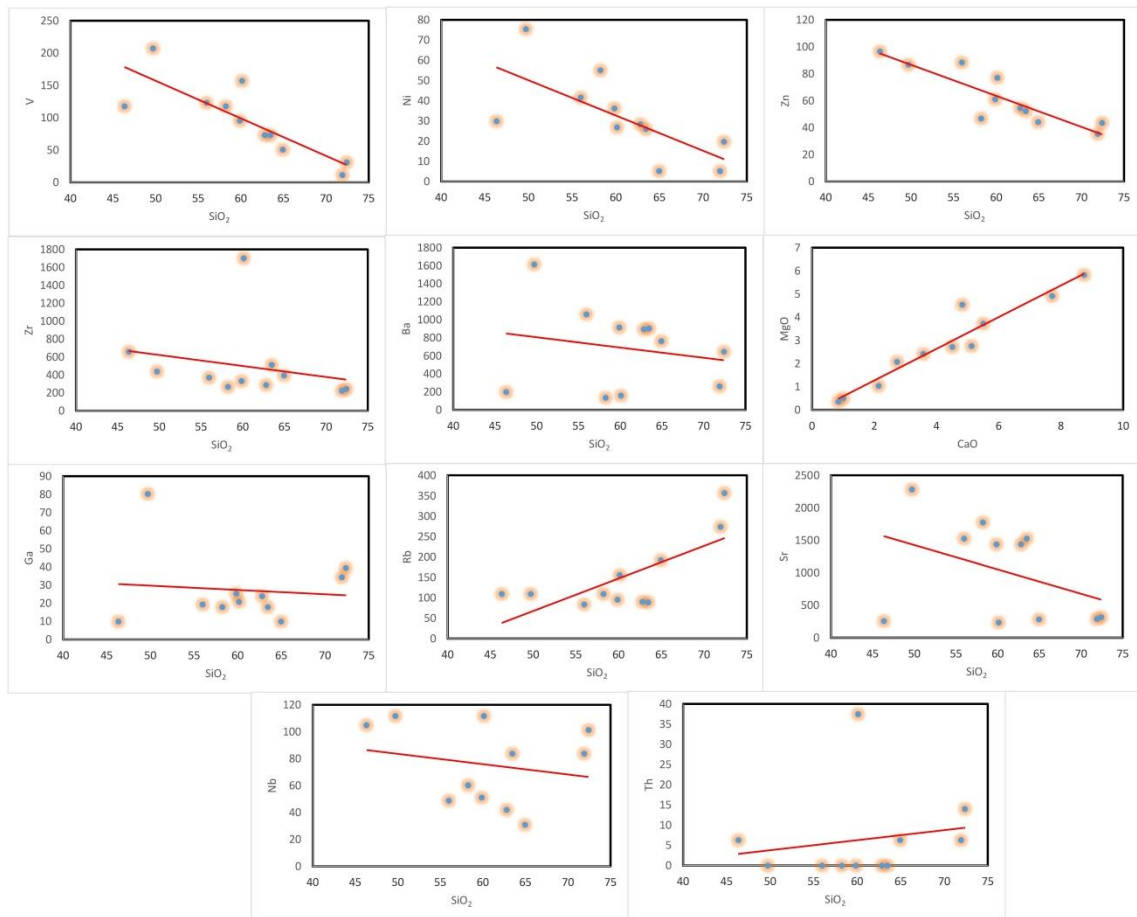 250
200
150
100
50
0
V
40 45 50 55 60 65 70 75
SiO₂
80
70
60
50
40
30
20
10
0
Ni
40 45 50 55 60 65 70 75
SiO₂
120
100
80
60
40
20
0
Zn
40 45 50 55 60 65 70 75
SiO₂
1800
1600
1400
1200
1000
800
600
400
200
0
Zr
40 45 50 55 60 65 70 75
SiO₂
1800
1600
1400
1200
1000
800
600
400
200
0
Ba
40 45 50 55 60 65 70 75
SiO₂
7
6
5
4
3
2
1
0
MgO
0 2 4 6 8 10
CaO
90
80
70
60
50
40
30
20
10
0
Ga
40 45 50 55 60 65 70 75
SiO₂
400
350
300
250
200
150
100
50
0
Rb
40 45 50 55 60 65 70 75
SiO₂
2500
2000
1500
1000
500
0
Sr
40 45 50 55 60 65 70 75
SiO₂
120
100
80
60
40
20
0
Nb
40 45 50 55 60 65 70 75
SiO₂
40
35
30
25
20
15
10
5
0
Th
40 45 50 55 60 65 70 75
SiO₂